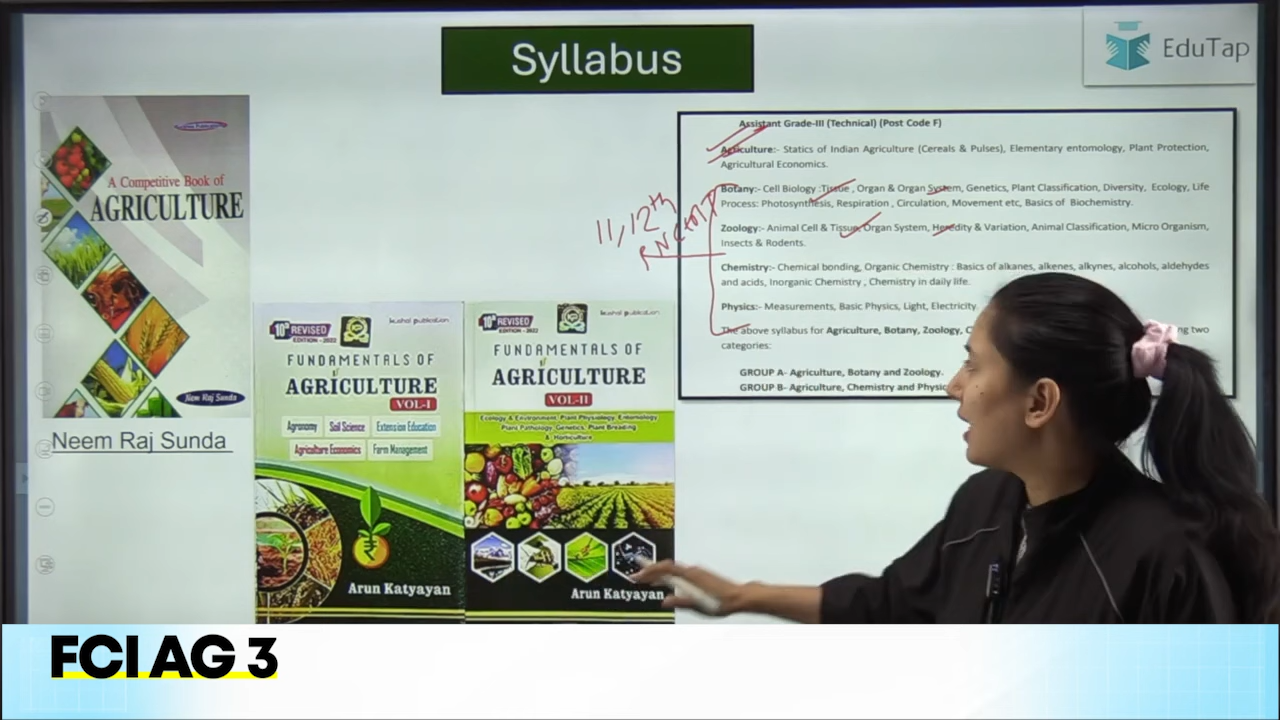 Syllabus
EduTap
A Competitive Book of
AGRICULTURE
New Raj Sunda
Neem Raj Sunda
10th REVISED
EDITION - 2022
kushal publication
FUNDAMENTALS OF
AGRICULTURE
VOL-I
Agronomy
Soil Science
Extension Education
Agriculture Economics
Farm Management
Arun Katyayan
10th REVISED
EDITION - 2022
kushal publication
FUNDAMENTALS OF
AGRICULTURE
VOL-II
Ecology & Environment, Plant Physiology, Entomology
Plant Pathology, Genetics, Plant Breading
& Horticulture
Arun Katyayan
11, 12th
NCERT
Assistant Grade-III (Technical) (Post Code F)
Agriculture:- Statics of Indian Agriculture (Cereals & Pulses), Elementary entomology, Plant Protection,
Agricultural Economics.
Botany:- Cell Biology :Tissue , Organ & Organ System, Genetics, Plant Classification, Diversity, Ecology, Life
Process: Photosynthesis, Respiration , Circulation, Movement etc, Basics of Biochemistry.
Zoology:- Animal Cell & Tissue, Organ System, Heredity & Variation, Animal Classification, Micro Organism,
Insects & Rodents.
Chemistry:- Chemical bonding, Organic Chemistry : Basics of alkanes, alkenes, alkynes, alcohols, aldehydes
and acids, Inorganic Chemistry , Chemistry in daily life.
Physics:- Measurements, Basic Physics, Light, Electricity.
The above syllabus for Agriculture, Botany, Zoology, two
categories:
GROUP A- Agriculture, Botany and Zoology.
GROUP B- Agriculture, Chemistry and
FCI AG 3